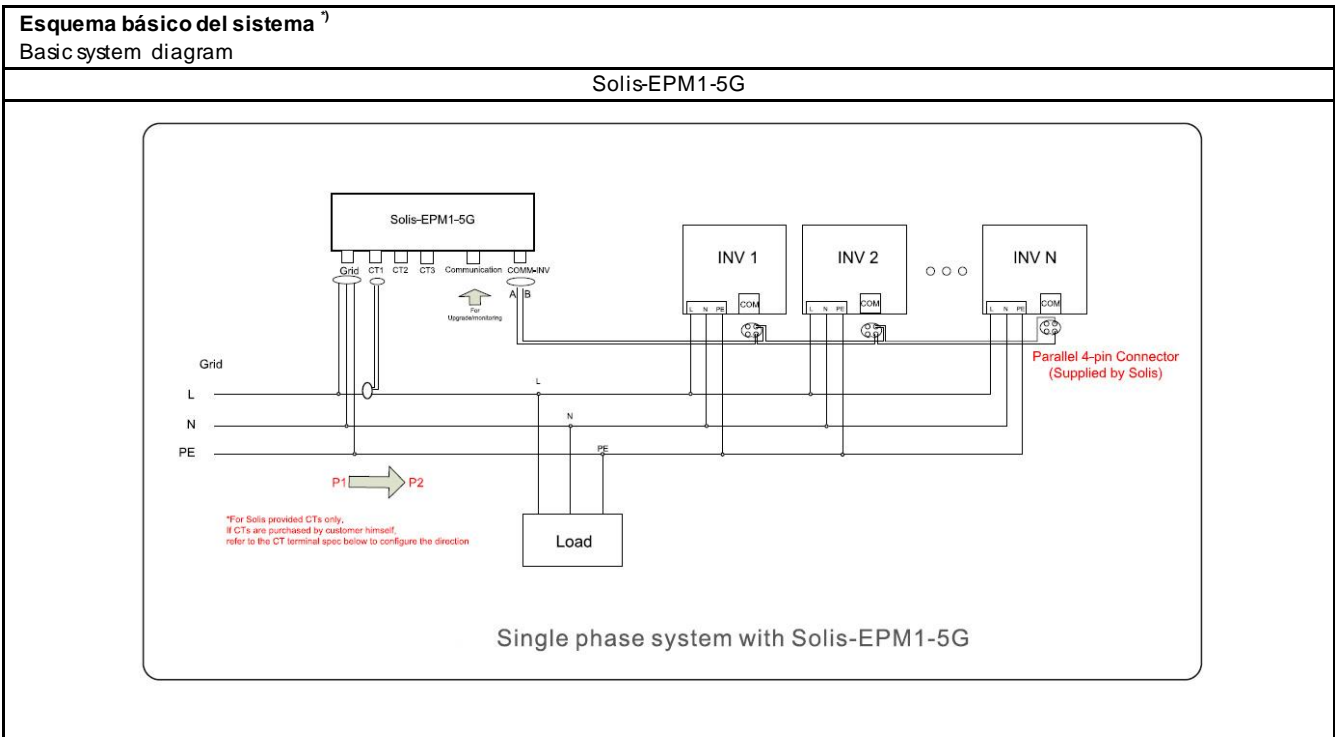 Esquema básico del sistema *)
Basic system diagram
Solis-EPM1-5G
Solis-EPM1-5G
Grid CT1 CT2 CT3 Communication COMM-INV
A B
For
Upgrade/monitoring
INV 1
COM
L N PE
INV 2
COM
L N PE
INV N
COM
L N PE
Parallel 4-pin Connector
(Supplied by Solis)
Grid
L
N
PE
L
N
PE
P1 P2
*For Solis provided CTs only,
If CTs are purchased by customer himself,
refer to the CT terminal spec below to configure the direction
Load
Single phase system with Solis-EPM1-5G